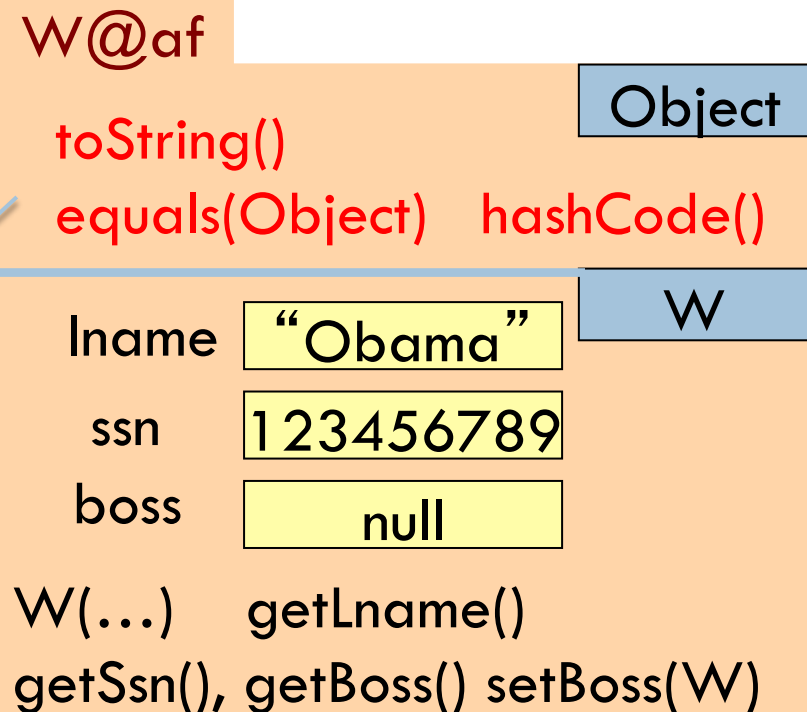 W@af
Object
toString()
equals(Object) hashCode()
W
lname “Obama”
ssn 123456789
boss null
W(...) getLname()
getSsn(), getBoss() setBoss(W)